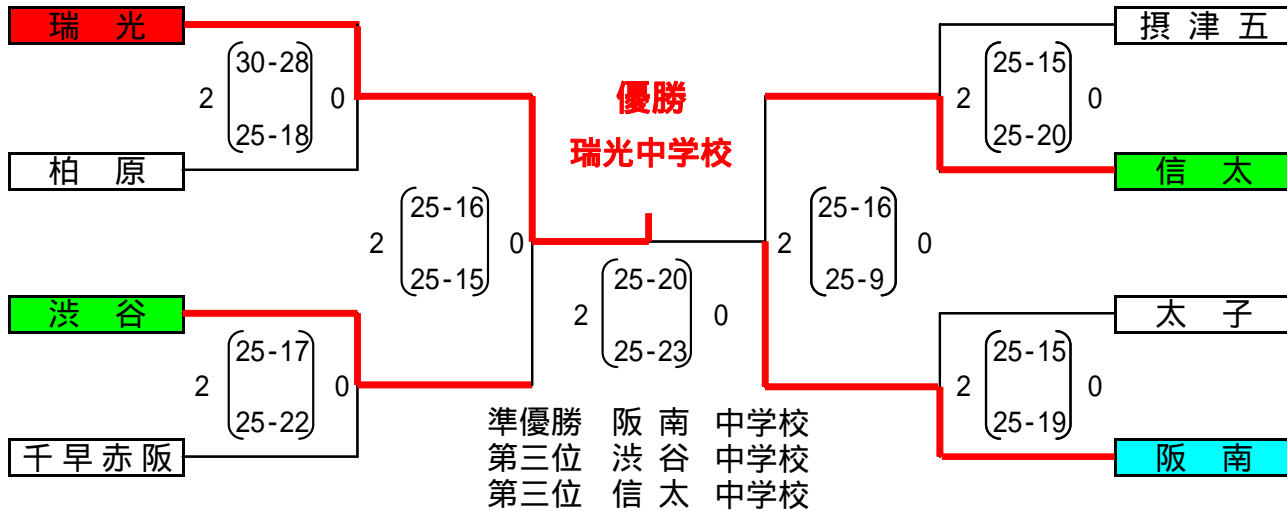 瑞 光
摂 津 五
30-28
2 0
25-18
優勝
瑞光中学校
25-15
2 0
25-20
柏 原
信 太
25-16
2 0
25-15
25-16
2 0
25-9
25-20
2 0
25-23
渋 谷
太 子
25-17
2 0
25-22
25-15
2 0
25-19
千早赤阪
阪 南
準優勝 阪 南 中学校
第三位 渋 谷 中学校
第三位 信 太 中学校